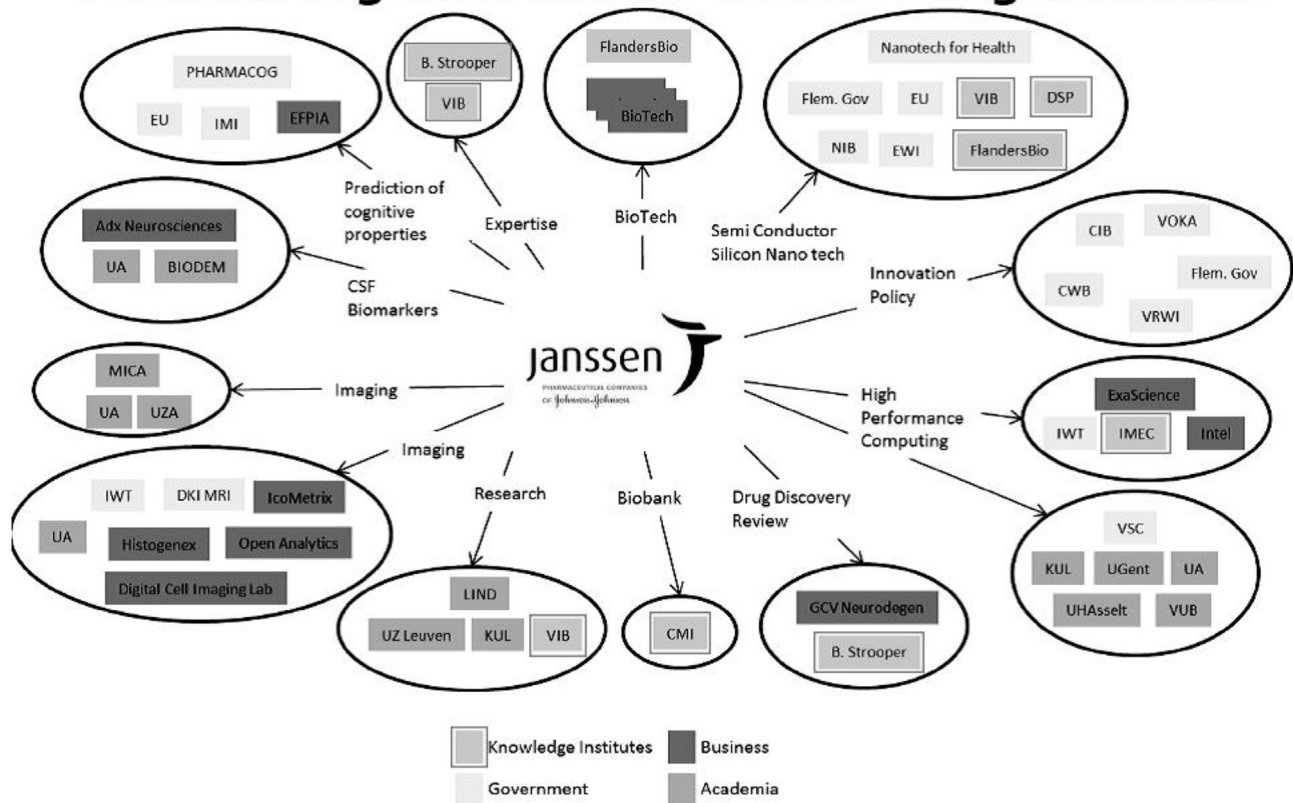 PHARMACOG
EU
IMI
EFPIA
B. Strooper
VIB
FlandersBio
BioTech
Nanotech for Health
Flem. Gov
EU
VIB
DSP
NIB
EWI
FlandersBio
Prediction of
cognitive
properties
Expertise
BioTech
Semi Conductor
Silicon Nano tech
Adx Neurosciences
UA
BIODEM
CSF
Biomarkers
Innovation
Policy
CIB
VOKA
Flem. Gov
CWB
VRWI
janssen
PHARMACEUTICAL COMPANIES
OF Johnson & Johnson
MICA
UA
UZA
Imaging
High
Performance
Computing
ExaScience
IWT
IMEC
Intel
Imaging
IWT
DKI MRI
IcoMetrix
UA
Histogenex
Open Analytics
Digital Cell Imaging Lab
Research
Biobank
Drug Discovery
Review
VSC
KUL
UGent
UA
UHAsselt
VUB
LIND
UZ Leuven
KUL
VIB
CMI
GCV Neurodegen
B. Strooper
Knowledge Institutes
Business
Government
Academia